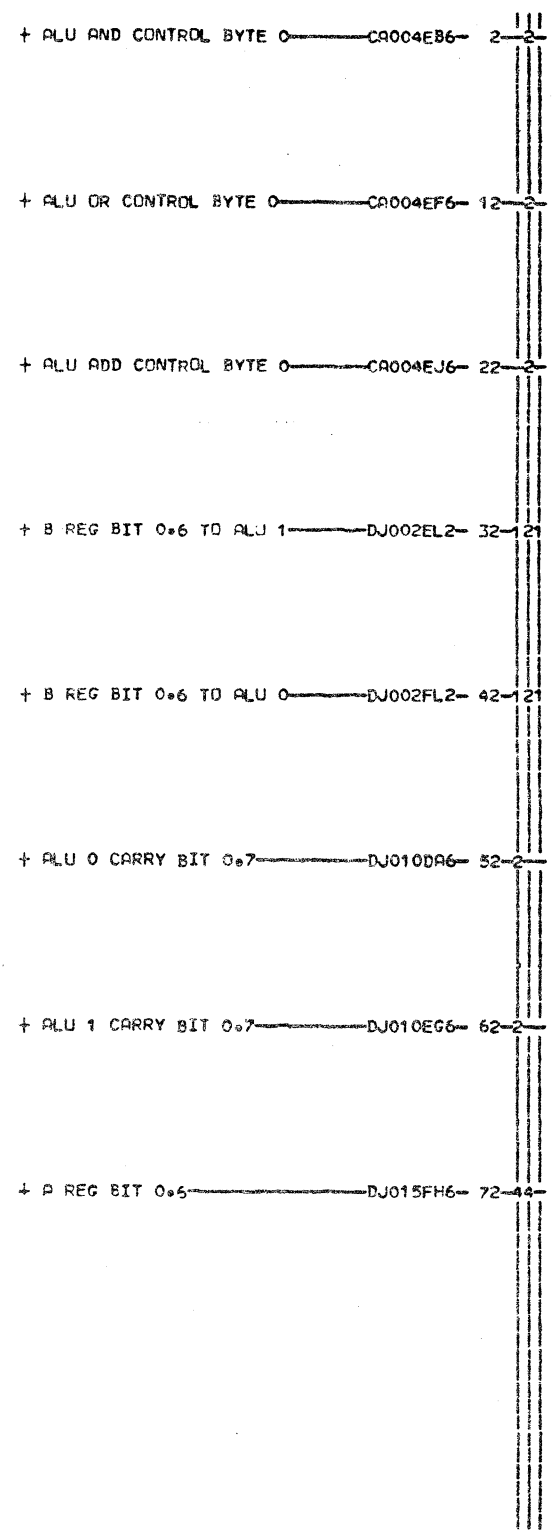 + ALU AND CONTROL BYTE 0———CA004EB6— 2—2—
+ ALU OR CONTROL BYTE 0———CA004EF6— 12—2—
+ ALU ADD CONTROL BYTE 0———CA004EJ6— 22—2—
+ B REG BIT 0.6 TO ALU 1———DJ002EL2— 32—121
+ B REG BIT 0.6 TO ALU 0———DJ002FL2— 42—121
+ ALU 0 CARRY BIT 0.7———DJ010DA6— 52—2—
+ ALU 1 CARRY BIT 0.7———DJ010EG6— 62—2—
+ A REG BIT 0.6———DJ015FH6— 72—44—